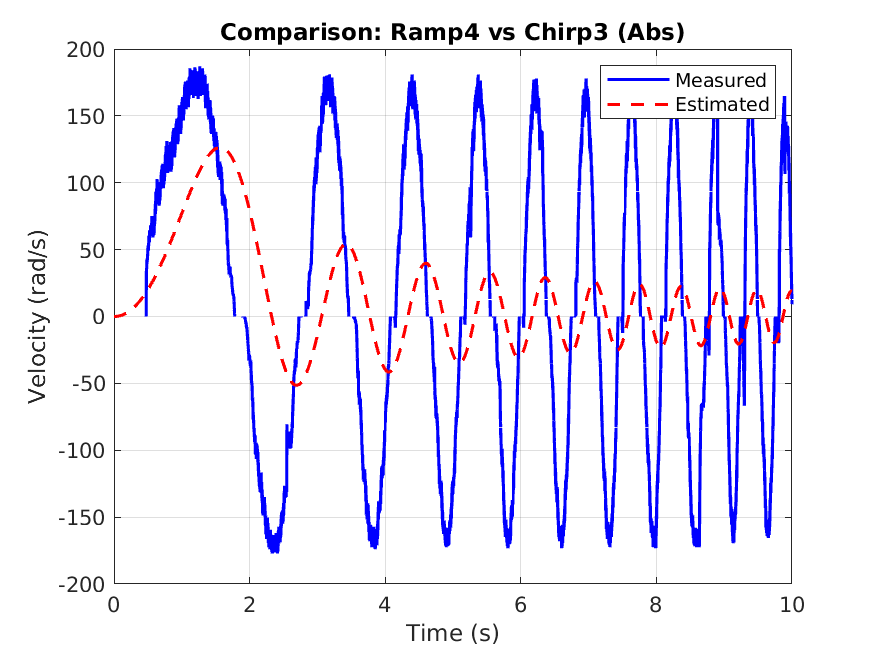 Comparison: Ramp4 vs Chirp3 (Abs)
200
150
100
50
0
-50
-100
-150
-200
Velocity (rad/s)
Measured
Estimated
0 2 4 6 8 10
Time (s)